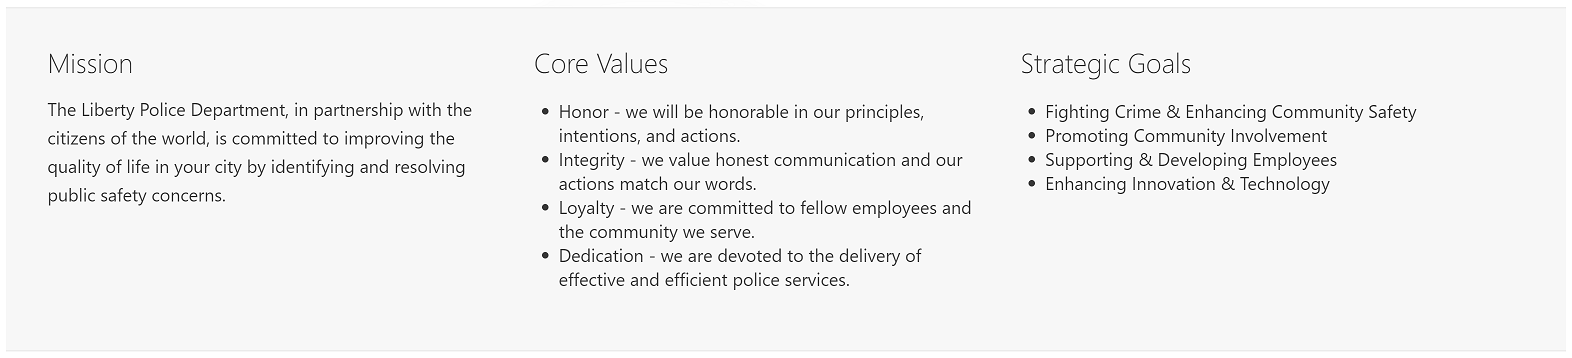 Mission
The Liberty Police Department, in partnership with the
citizens of the world, is committed to improving the
quality of life in your city by identifying and resolving
public safety concerns.
Core Values
• Honor - we will be honorable in our principles,
intentions, and actions.
• Integrity - we value honest communication and our
actions match our words.
• Loyalty - we are committed to fellow employees and
the community we serve.
• Dedication - we are devoted to the delivery of
effective and efficient police services.
Strategic Goals
• Fighting Crime & Enhancing Community Safety
• Promoting Community Involvement
• Supporting & Developing Employees
• Enhancing Innovation & Technology